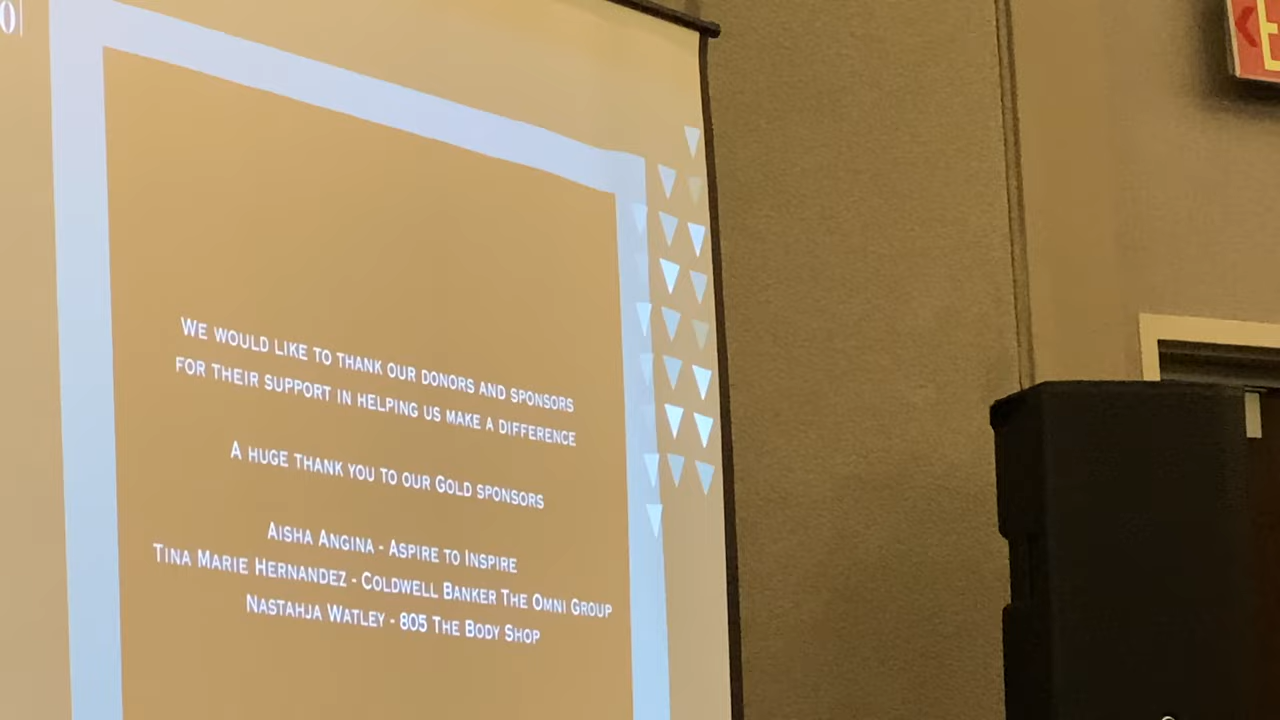 We would like to thank our donors and sponsors
for their support in helping us make a difference
A huge thank you to our Gold sponsors
Aisha Angina - Aspire to Inspire
Tina Marie Hernandez - Coldwell Banker The Omni Group
Nastahja Watley - 805 The Body Shop